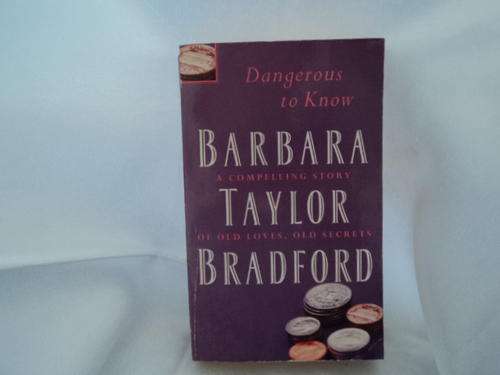 Dangerous
to Know
BARBARA
A COMPELLING STORY
TAYLOR
OF OLD LOVES, OLD SECRETS
BRADFORD